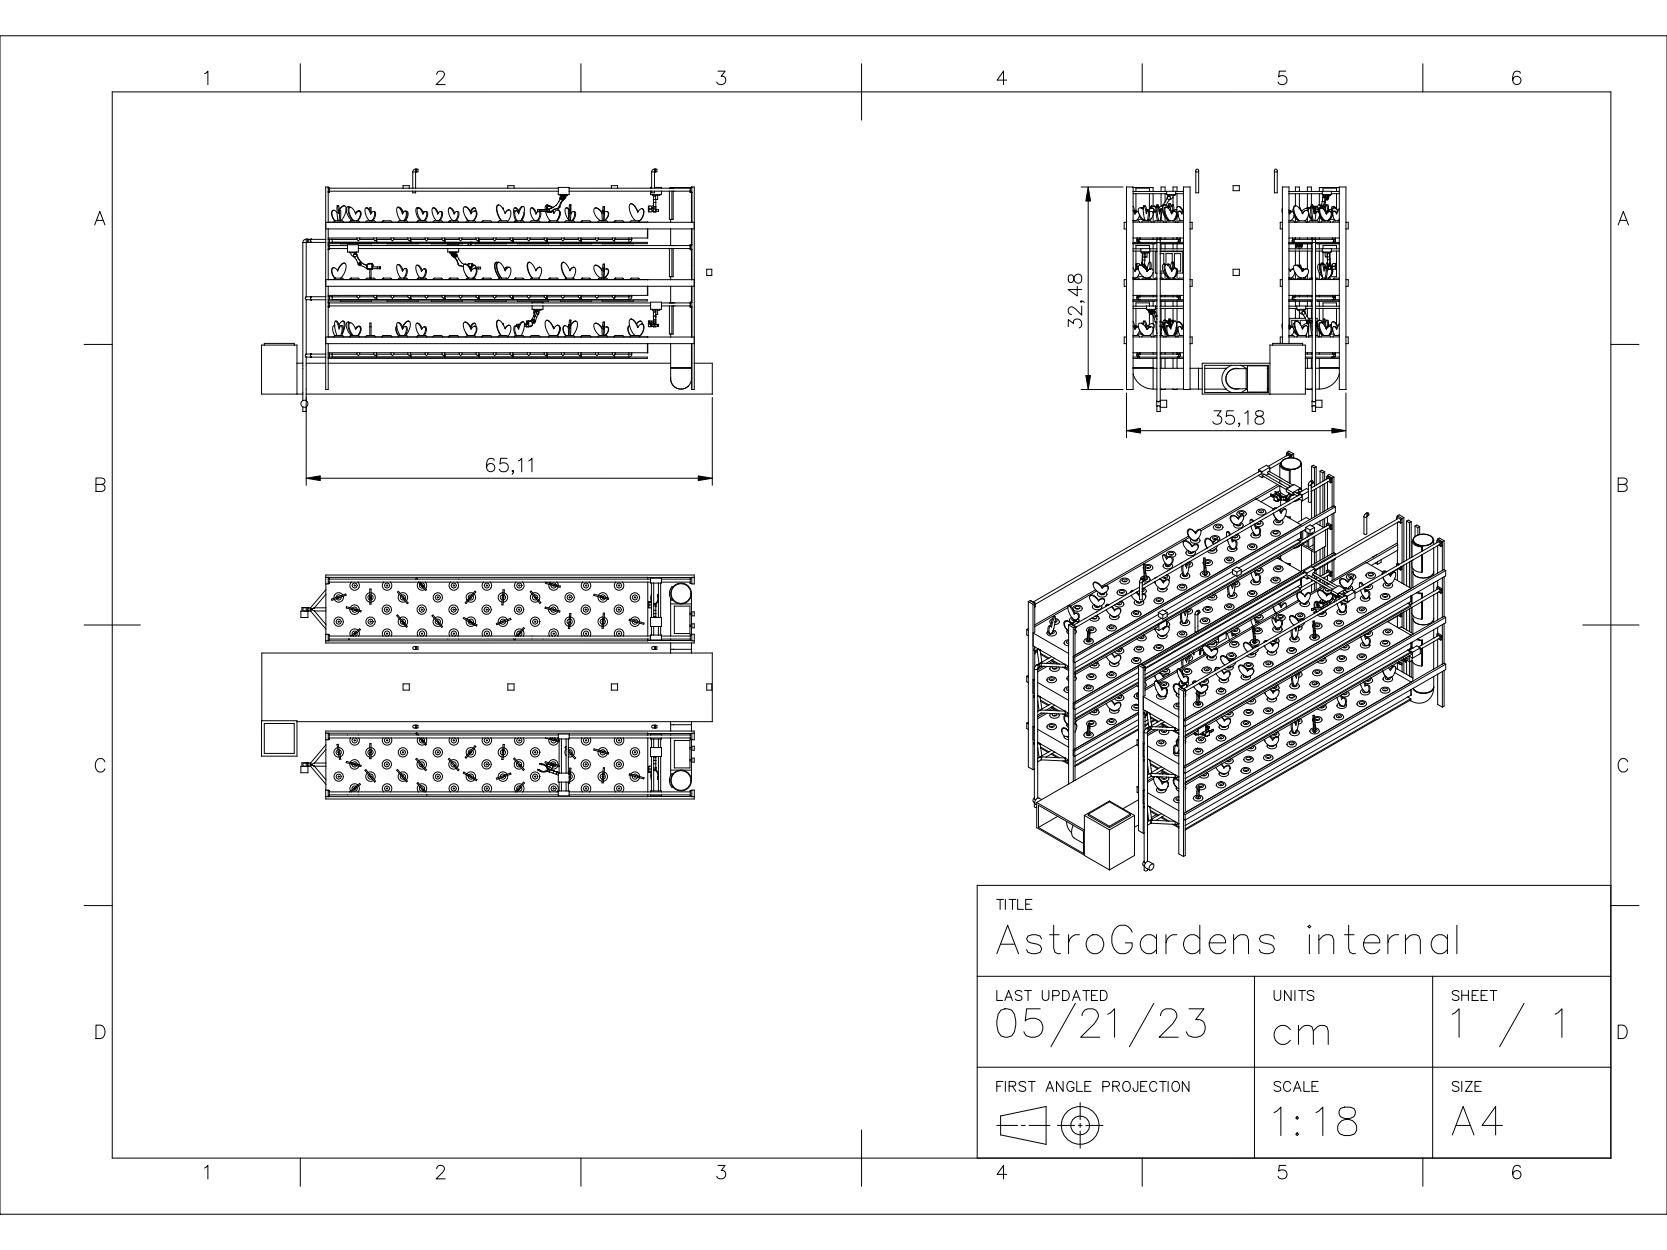 1 2 3 4 5 6
A A
32,48
35,18
65,11
B B
C C
TITLE
AstroGardens internal
LAST UPDATED UNITS SHEET
05/21/23 cm 1 / 1
D D
FIRST ANGLE PROJECTION SCALE SIZE
1:18 A4
1 2 3 4 5 6